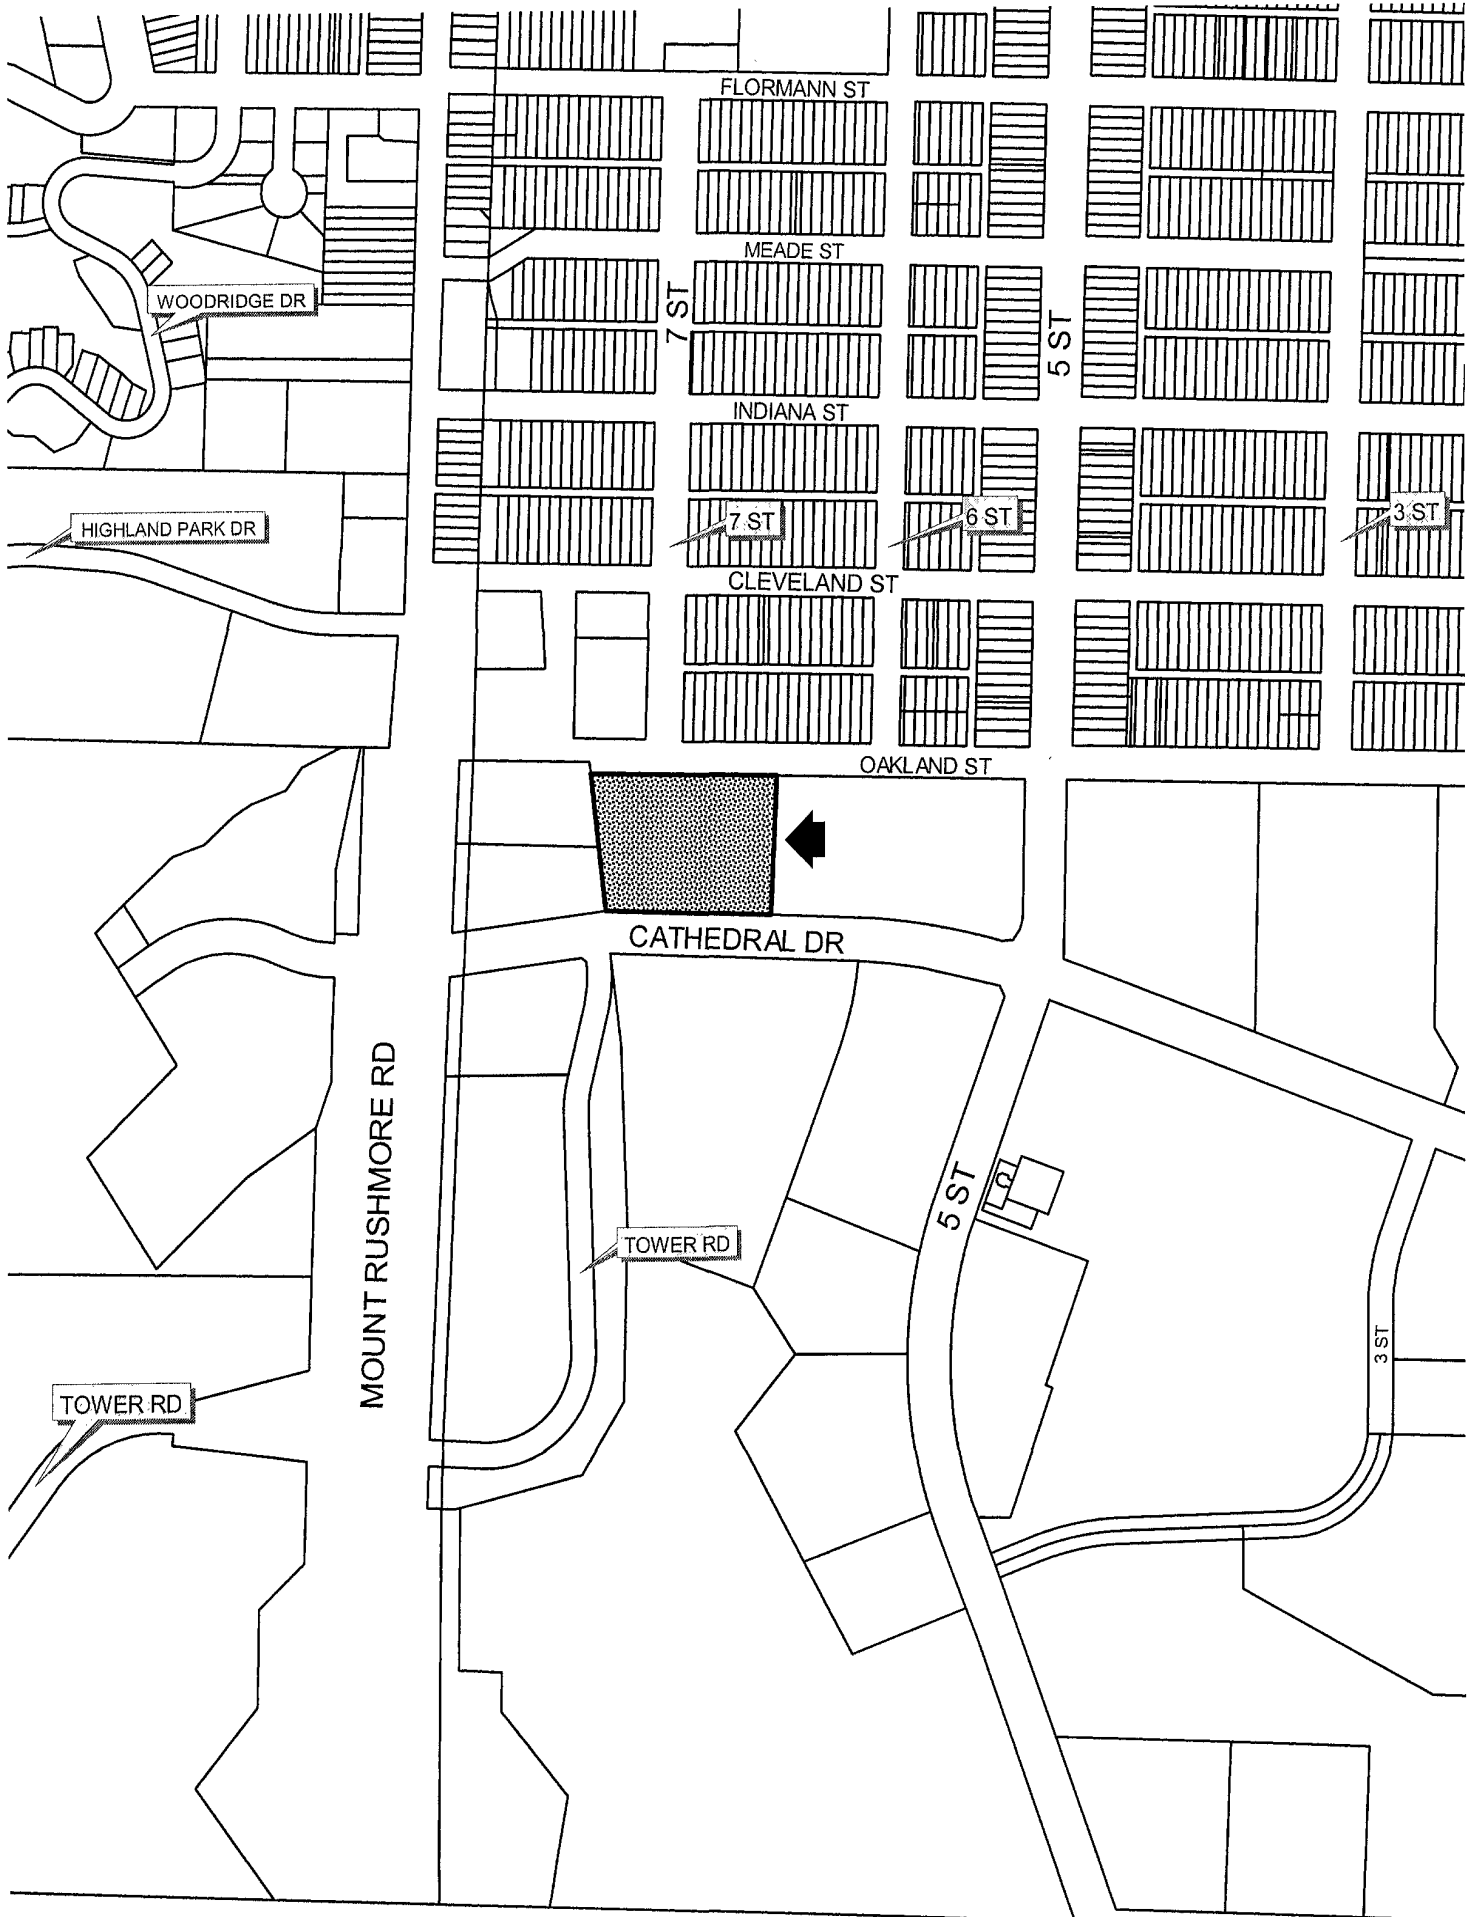 FLORMANN ST
MEADE ST
WOODRIDGE DR
7 ST
5 ST
INDIANA ST
7 ST
6 ST
3 ST
HIGHLAND PARK DR
CLEVELAND ST
OAKLAND ST
CATHEDRAL DR
MOUNT RUSHMORE RD
5 ST
TOWER RD
3 ST
TOWER RD